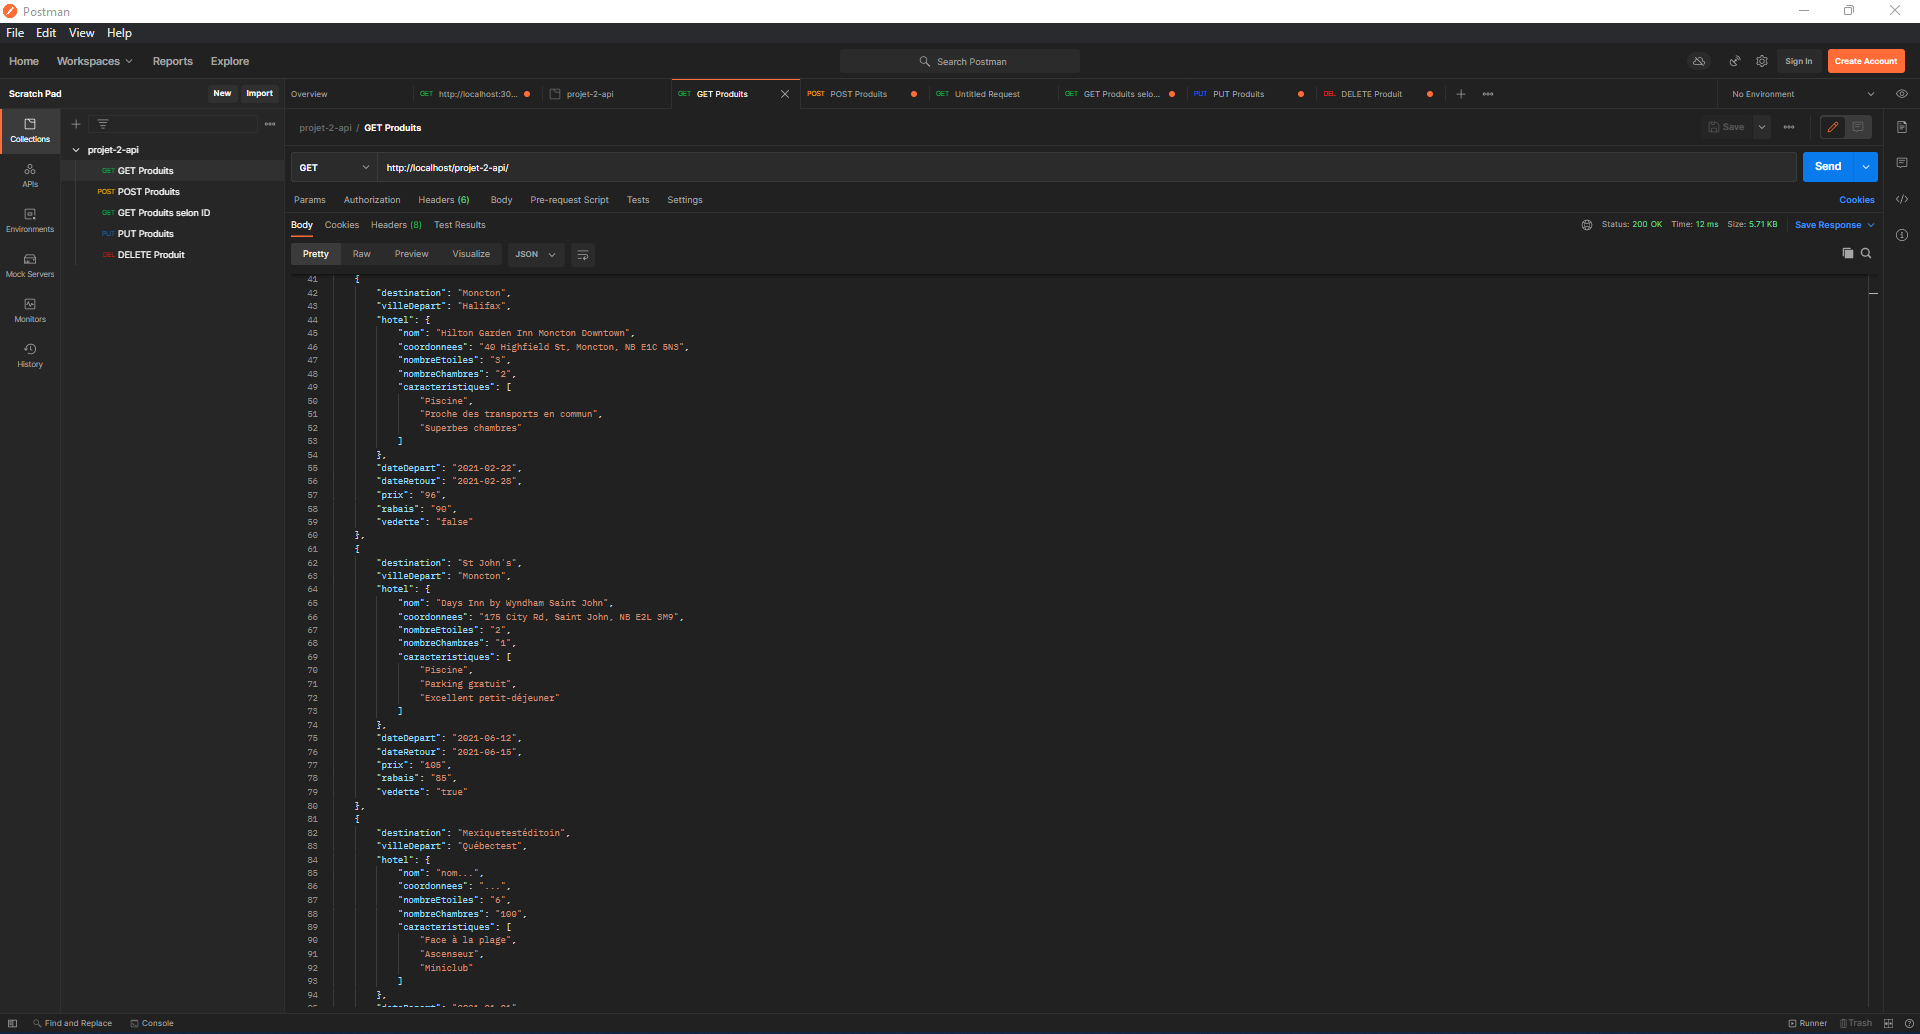 Postman
File Edit View Help
Home Workspaces Reports Explore
Search Postman
Sign In Create Account
Scratch Pad New Import
Overview GET http://localhost:30... projet-2-api GET GET Produits POST POST Produits GET Untitled Request GET GET Produits selo... PUT PUT Produits DEL DELETE Produit No Environment
Collections
APIs
Environments
Mock Servers
Monitors
History
projet-2-api
GET GET Produits
POST POST Produits
GET GET Produits selon ID
PUT PUT Produits
DEL DELETE Produit
projet-2-api / GET Produits Save
GET http://localhost/projet-2-api/ Send
Params Authorization Headers (6) Body Pre-request Script Tests Settings Cookies
Body Cookies Headers (8) Test Results Status: 200 OK Time: 12 ms Size: 5.71 KB Save Response
Pretty Raw Preview Visualize JSON
41 {
42 "destination": "Moncton",
43 "villeDepart": "Halifax",
44 "hotel": {
45 "nom": "Hilton Garden Inn Moncton Downtown",
46 "coordonnees": "40 Highfield St, Moncton, NB E1C 5N3",
47 "nombreEtoiles": "3",
48 "nombreChambres": "2",
49 "caracteristiques": [
50 "Piscine",
51 "Proche des transports en commun",
52 "Superbes chambres"
53 ]
54 },
55 "dateDepart": "2021-02-22",
56 "dateRetour": "2021-02-28",
57 "prix": "96",
58 "rabais": "90",
59 "vedette": "false"
60 },
61 {
62 "destination": "St John's",
63 "villeDepart": "Moncton",
64 "hotel": {
65 "nom": "Days Inn by Wyndham Saint John",
66 "coordonnees": "175 City Rd, Saint John, NB E2L 3M9",
67 "nombreEtoiles": "2",
68 "nombreChambres": "1",
69 "caracteristiques": [
70 "Piscine",
71 "Parking gratuit",
72 "Excellent petit-déjeuner"
73 ]
74 },
75 "dateDepart": "2021-06-12",
76 "dateRetour": "2021-06-15",
77 "prix": "105",
78 "rabais": "85",
79 "vedette": "true"
80 },
81 {
82 "destination": "Mexiquetestéditoin",
83 "villeDepart": "Québectest",
84 "hotel": {
85 "nom": "nom...",
86 "coordonnees": "...",
87 "nombreEtoiles": "6",
88 "nombreChambres": "100",
89 "caracteristiques": [
90 "Face à la plage",
91 "Ascenseur",
92 "Miniclub"
93 ]
94 },
Find and Replace Console Runner Trash